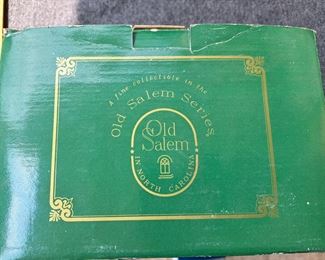 A fine collectible in the
Old Salem Series
Old
Salem
IN NORTH CAROLINA